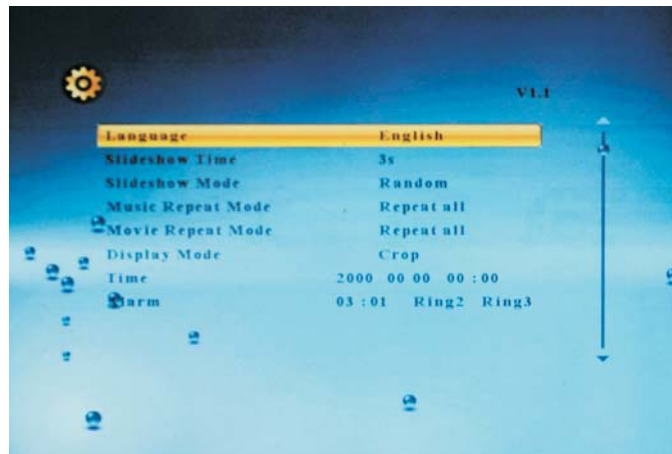 V1.1
Language English
Slideshow Time 3s
Slideshow Mode Random
Music Repeat Mode Repeat all
Movie Repeat Mode Repeat all
Display Mode Crop
Time 2000 00 00 00 : 00
Alarm 03 : 01 Ring2 Ring3